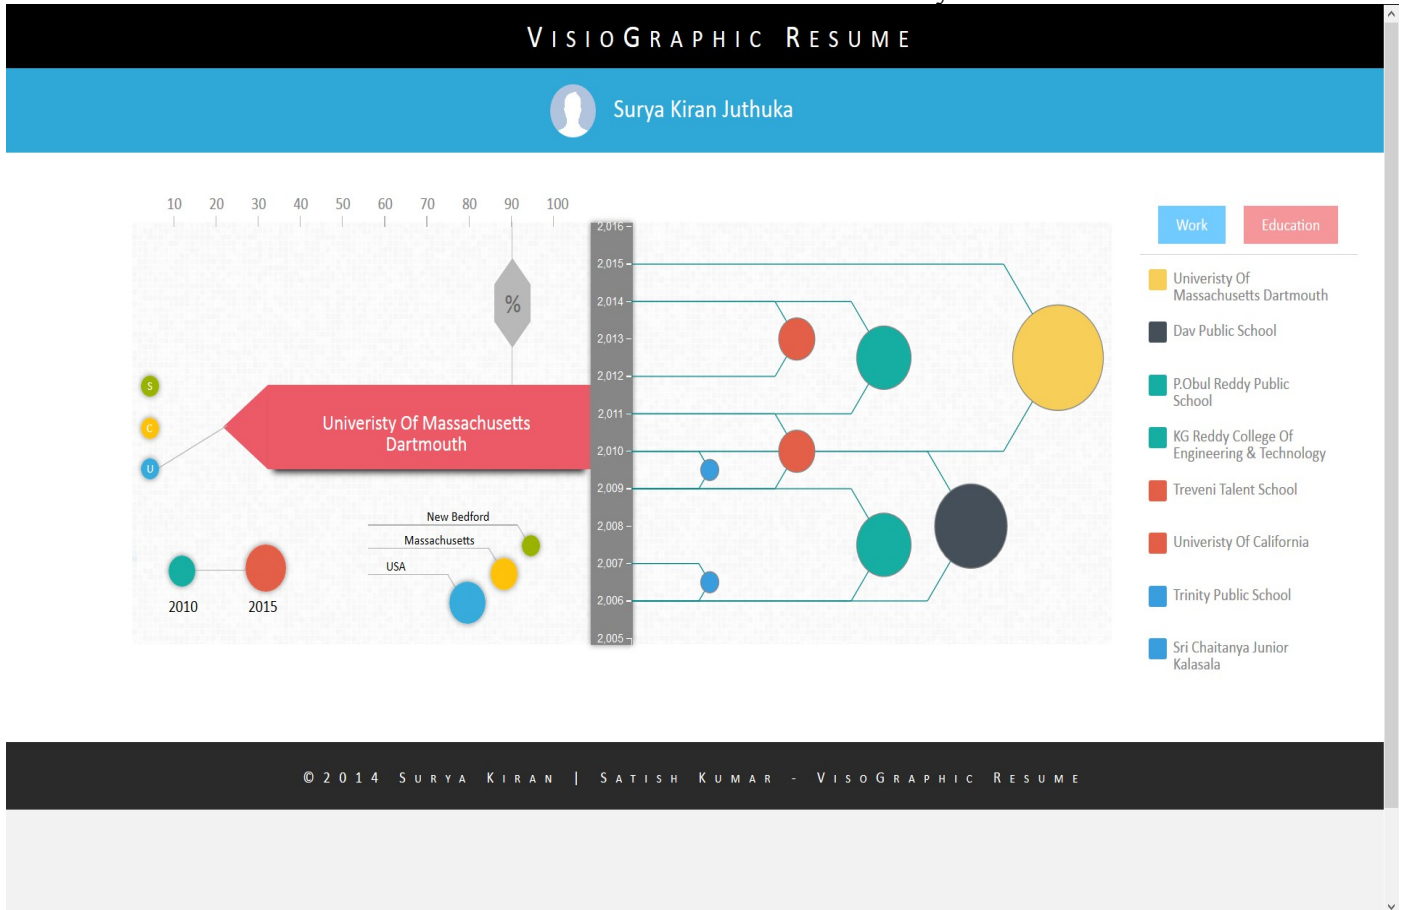 VISIOGRAPHIC RESUME
Surya Kiran Juthuka
10 20 30 40 50 60 70 80 90 100
Work Education
2,016
2,015
2,014
2,013
2,012
2,011
2,010
2,009
2,008
2,007
2,006
2,005
%
S
C
U
Univeristy Of Massachusetts
Dartmouth
New Bedford
Massachusetts
USA
2010 2015
Univeristy Of
Massachusetts Dartmouth
Dav Public School
P.Obul Reddy Public
School
KG Reddy College Of
Engineering & Technology
Treveni Talent School
Univeristy Of California
Trinity Public School
Sri Chaitanya Junior
Kalasala
©2014 SURYA KIRAN | SATISH KUMAR - VISOGRAPHIC RESUME